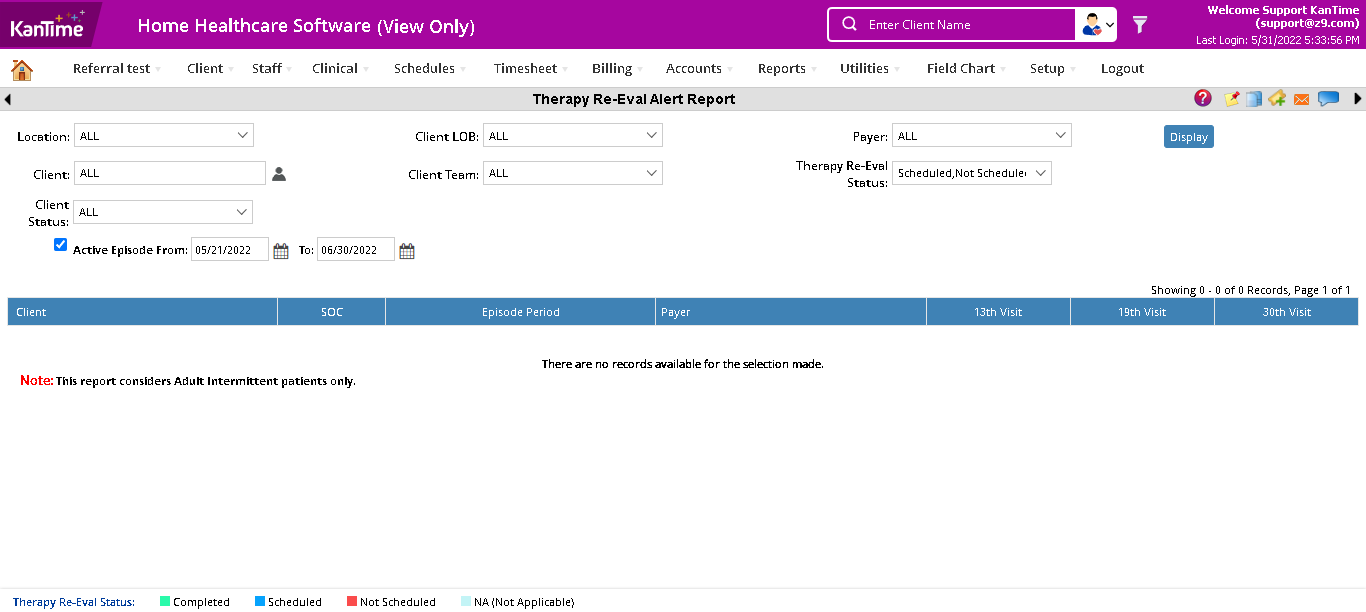 KanTime
Home Healthcare Software (View Only)
Enter Client Name
Welcome Support KanTime
(support@z9.com)
Last Login: 5/31/2022 5:33:56 PM
Referral test Client Staff Clinical Schedules Timesheet Billing Accounts Reports Utilities Field Chart Setup Logout
Therapy Re-Eval Alert Report
Location: ALL Client LOB: ALL Payer: ALL Display
Client: ALL Client Team: ALL Therapy Re-Eval Status: Scheduled,Not Scheduled
Client Status: ALL
Active Episode From: 05/21/2022 To: 06/30/2022
Showing 0 - 0 of 0 Records, Page 1 of 1
Client SOC Episode Period Payer 13th Visit 19th Visit 30th Visit
There are no records available for the selection made.
Note: This report considers Adult Intermittent patients only.
Therapy Re-Eval Status: Completed Scheduled Not Scheduled NA (Not Applicable)